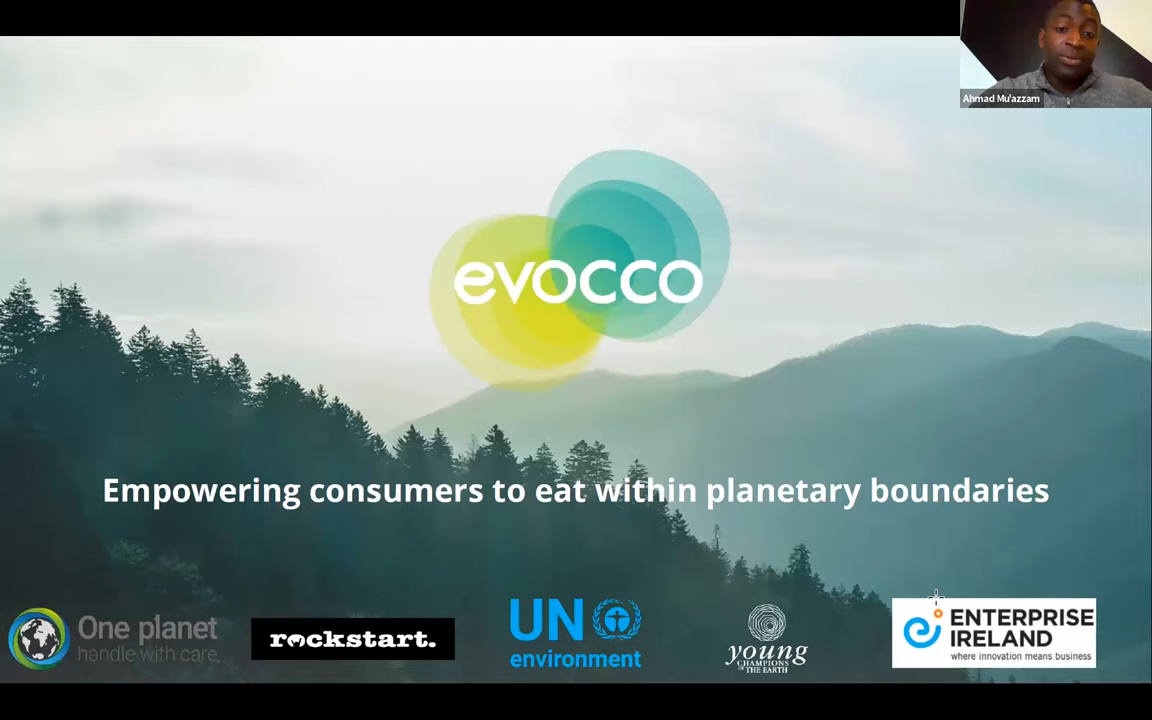 Ahmad Mu'azzam
evocco
Empowering consumers to eat within planetary boundaries
One planet
handle with care
rockstart.
UN
environment
young
CHAMPIONS
OF THE EARTH
ENTERPRISE
IRELAND
where innovation means business